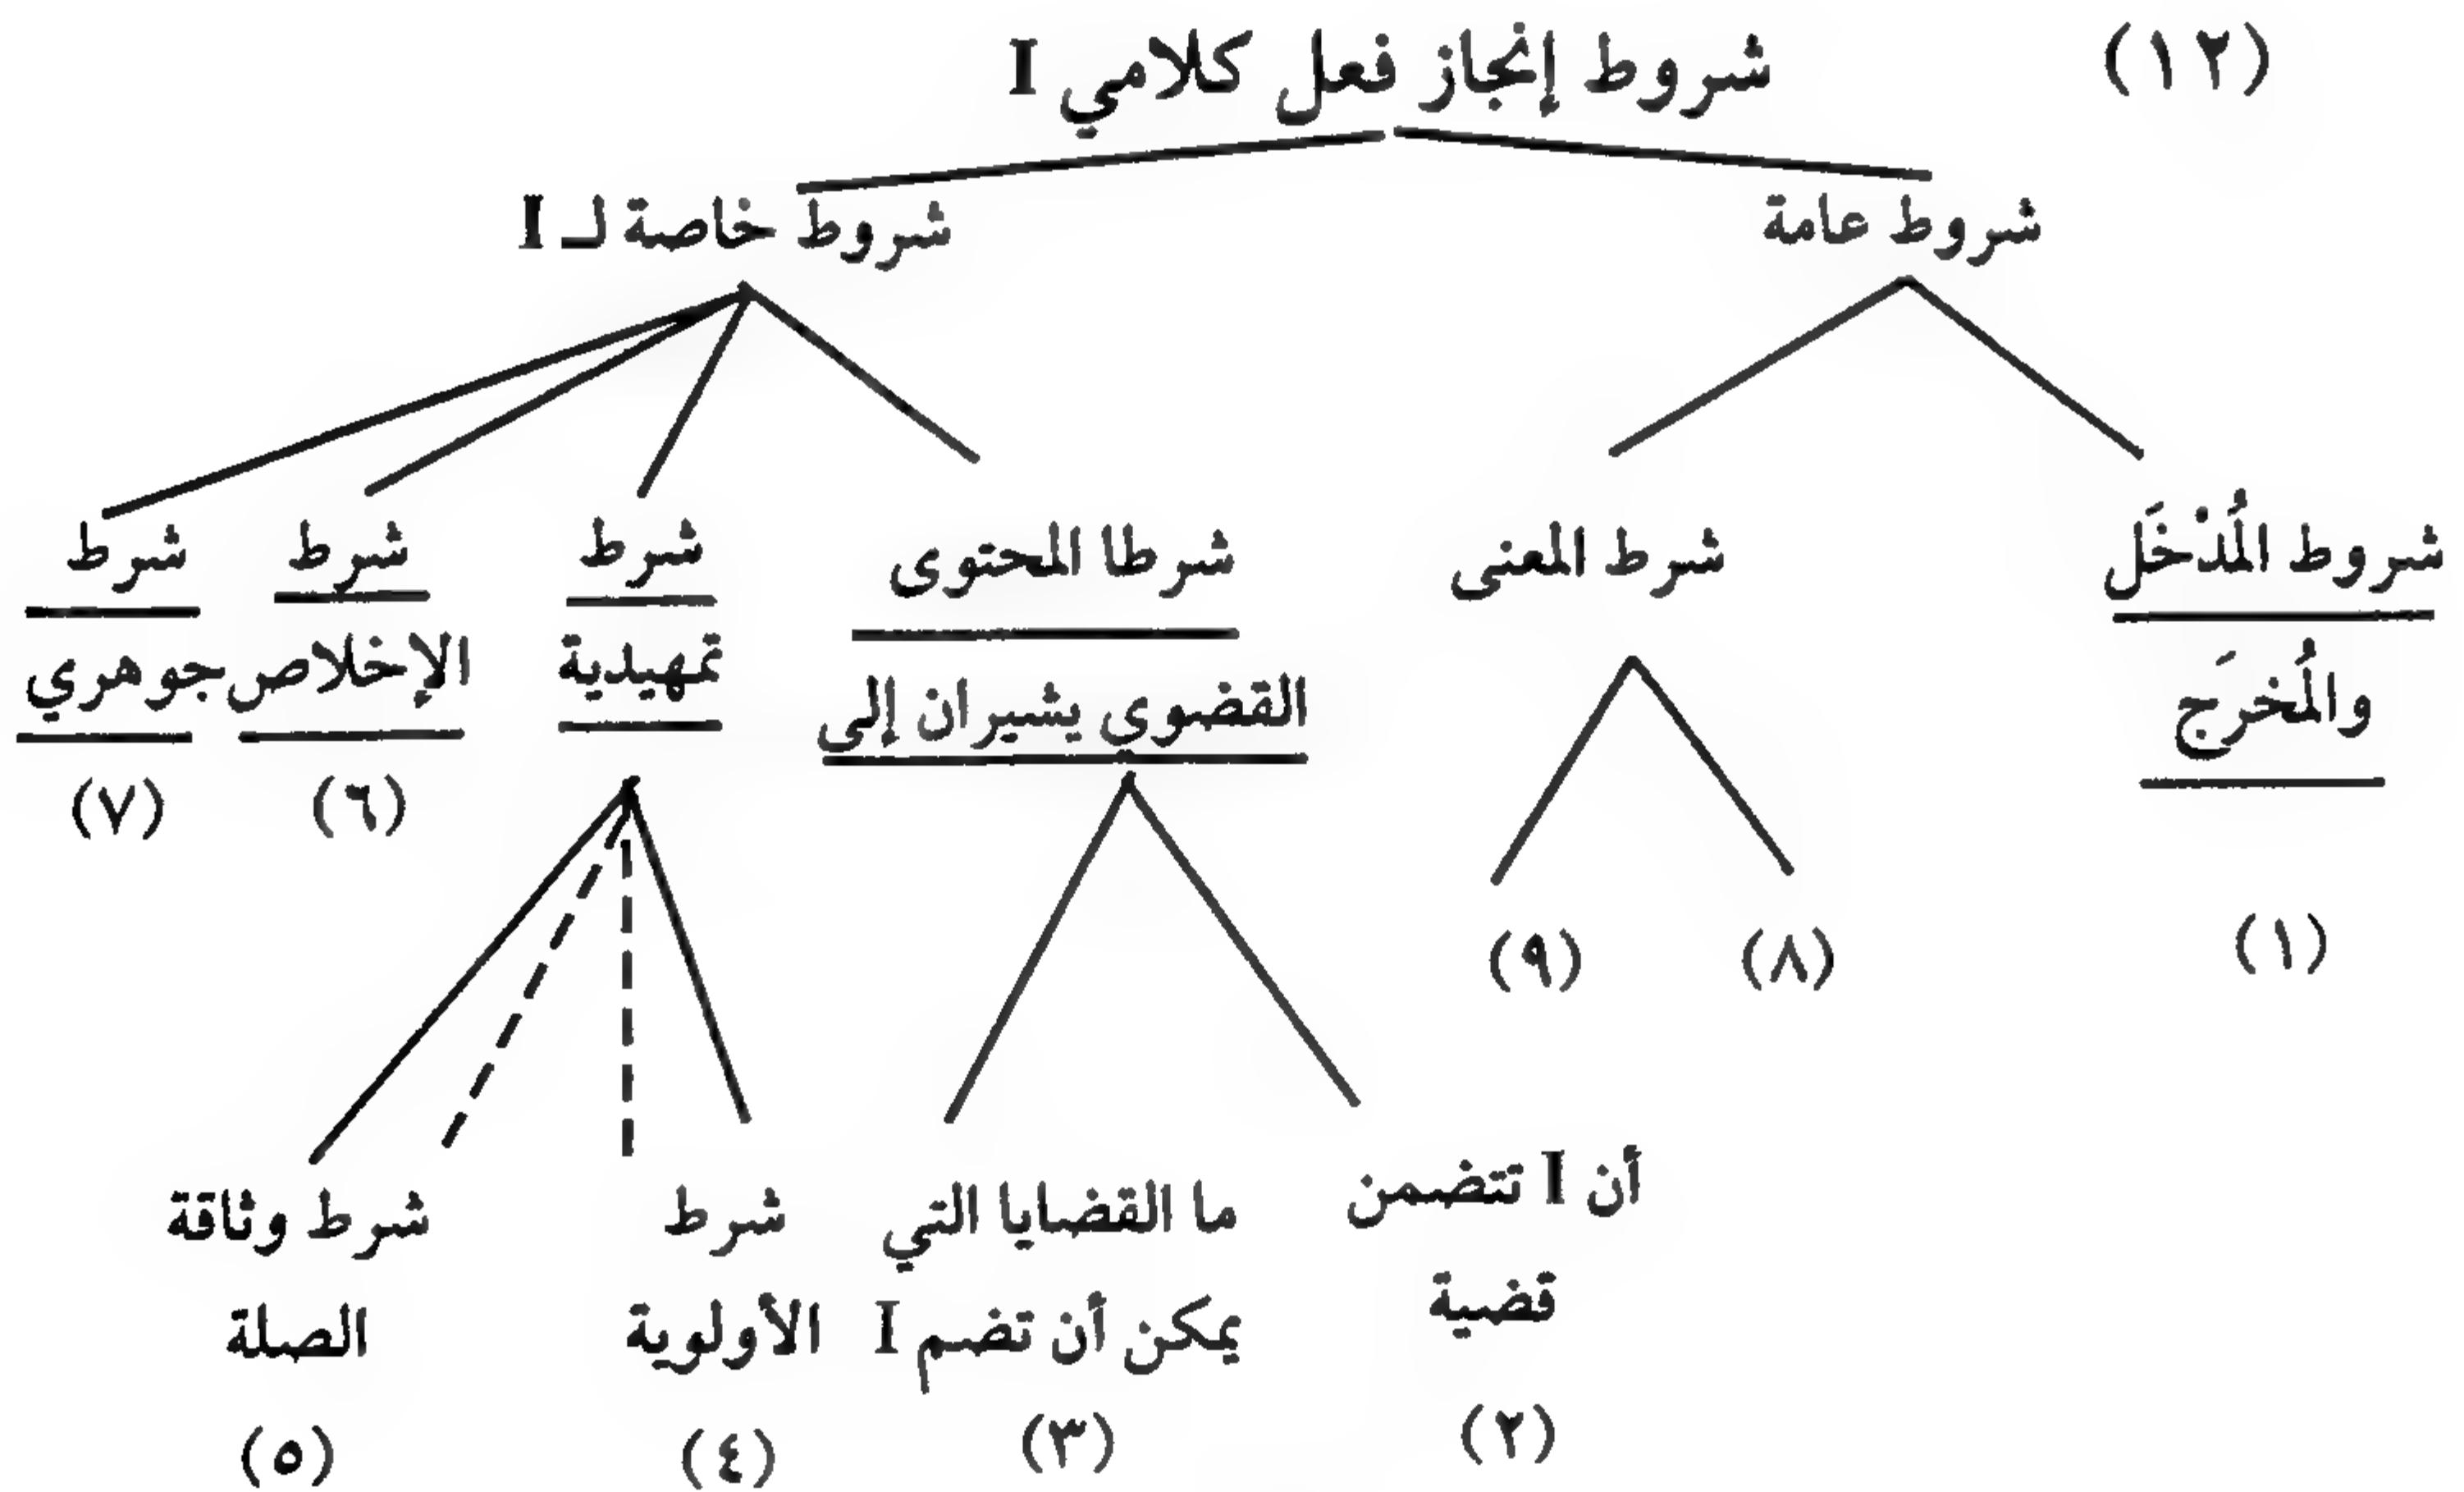 (١٢)
شروط إنجاز فعل كلامي I
شروط عامة
شروط خاصة لـ I
شروط المُدْخَل
والمُخرَج
(١)
شرط المعنى
(٨)
(٩)
شرطا المحتوى
القضوى يشيران إلى
أن I تتضمن
قضية
(٢)
ما القضايا التي
يمكن أن تضم I
(٣)
شرط
تمهيدية
شرط
الأولوية
(٤)
شرط وثاقة
الصلة
(٥)
شرط
الإخلاص
(٦)
شرط
جوهري
(٧)